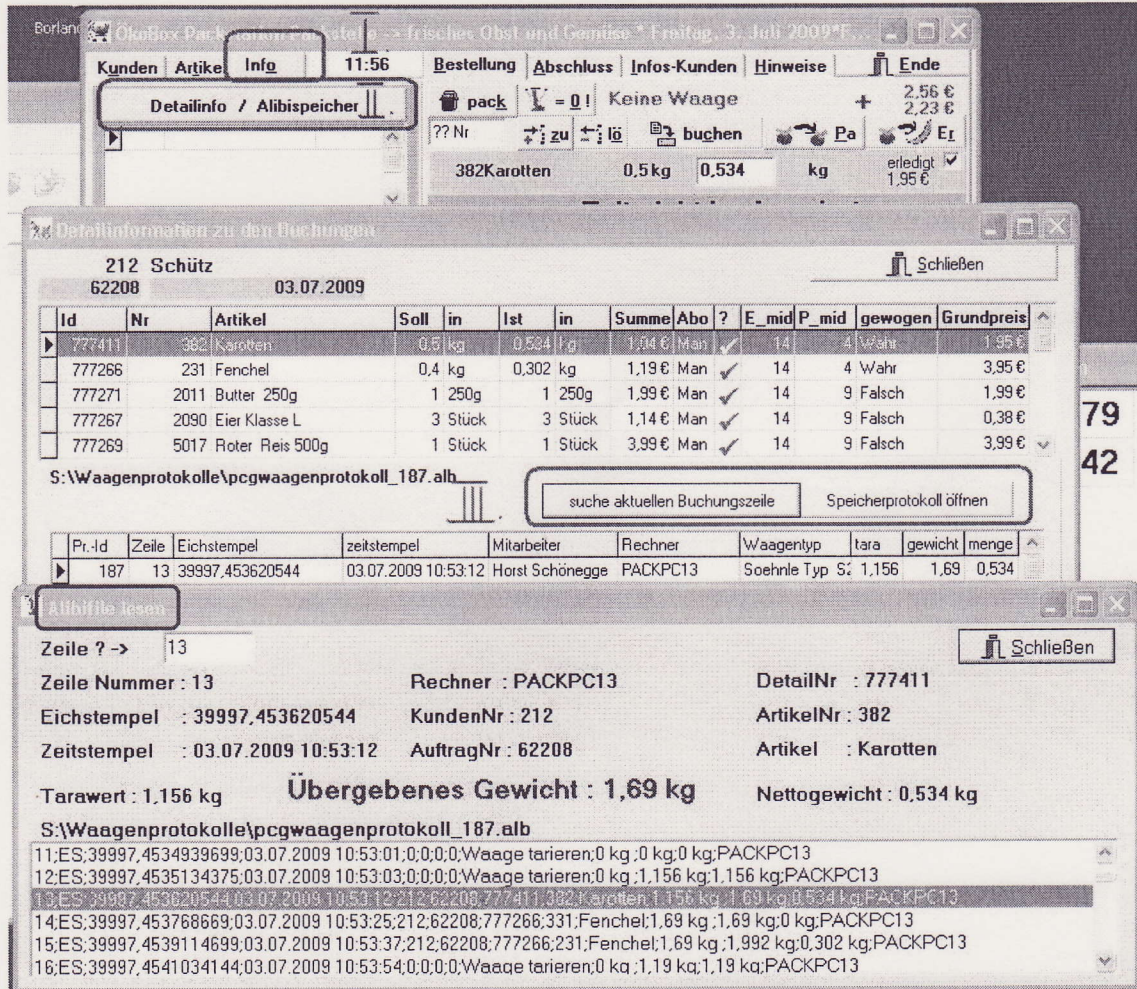 Borland
ÖkoBox Pack frisches Obst und Gemüse * Freitag, 3. Juli 2009*F...
Kunden Artikel Info 11:56 Bestellung Abschluss Infos-Kunden Hinweise Ende
Detailinfo / Alibispeicher II. pack = 0 ! Keine Waage + 2,56 €
2,23 €
?? Nr zu lö buchen Pa Er
382Karotten 0,5 kg 0,534 kg erledigt
1,95 €
Detailinformation zu den Buchungen
212 Schütz Schließen
62208 03.07.2009
Id Nr Artikel Soll in Ist in Summe Abo ? E_mid P_mid gewogen Grundpreis
777411 382 Karotten 0,5 kg 0,534 kg 1,04 € Man 14 4 Wahr 1,95 €
777266 231 Fenchel 0,4 kg 0,302 kg 1,19 € Man 14 4 Wahr 3,95 €
777271 2011 Butter 250g 1 250g 1 250g 1,99 € Man 14 9 Falsch 1,99 €
777267 2090 Eier Klasse L 3 Stück 3 Stück 1,14 € Man 14 9 Falsch 0,38 €
777269 5017 Roter Reis 500g 1 Stück 1 Stück 3,99 € Man 14 9 Falsch 3,99 €
79
42
S:\Waagenprotokolle\pcgwaagenprotokoll_187.alb
III. suche aktuellen Buchungszeile Speicherprotokoll öffnen
Pr.-Id Zeile Eichstempel zeitstempel Mitarbeiter Rechner Waagentyp tara gewicht menge
187 13 39997,453620544 03.07.2009 10:53:12 Horst Schönegge PACKPC13 Soehnle Typ S2 1,156 1,69 0,534
Alibifile lesen
Zeile ? -> 13 Schließen
Zeile Nummer : 13 Rechner : PACKPC13 DetailNr : 777411
Eichstempel : 39997,453620544 KundenNr : 212 ArtikelNr : 382
Zeitstempel : 03.07.2009 10:53:12 AuftragNr : 62208 Artikel : Karotten
Tarawert : 1,156 kg Übergebenes Gewicht : 1,69 kg Nettogewicht : 0,534 kg
S:\Waagenprotokolle\pcgwaagenprotokoll_187.alb
11;ES;39997,4534939699;03.07.2009 10:53:01;0;0;0;0;Waage tarieren;0 kg ;0 kg;0 kg;PACKPC13
12;ES;39997,4535134375;03.07.2009 10:53:03;0;0;0;0;Waage tarieren;0 kg ;1,156 kg;1,156 kg;PACKPC13
13;ES;39997,453620544;03.07.2009 10:53:12;212;62208;777411;382;Karotten;1,156 kg ;1,69 kg;0,534 kg;PACKPC13
14;ES;39997,453768669;03.07.2009 10:53:25;212;62208;777266;331;Fenchel;1,69 kg ;1,69 kg;0 kg;PACKPC13
15;ES;39997,4539114699;03.07.2009 10:53:37;212;62208;777266;231;Fenchel;1,69 kg ;1,992 kg;0,302 kg;PACKPC13
16;ES;39997,4541034144;03.07.2009 10:53:54;0;0;0;0;Waage tarieren;0 kg ;1,19 kg;1,19 kg;PACKPC13